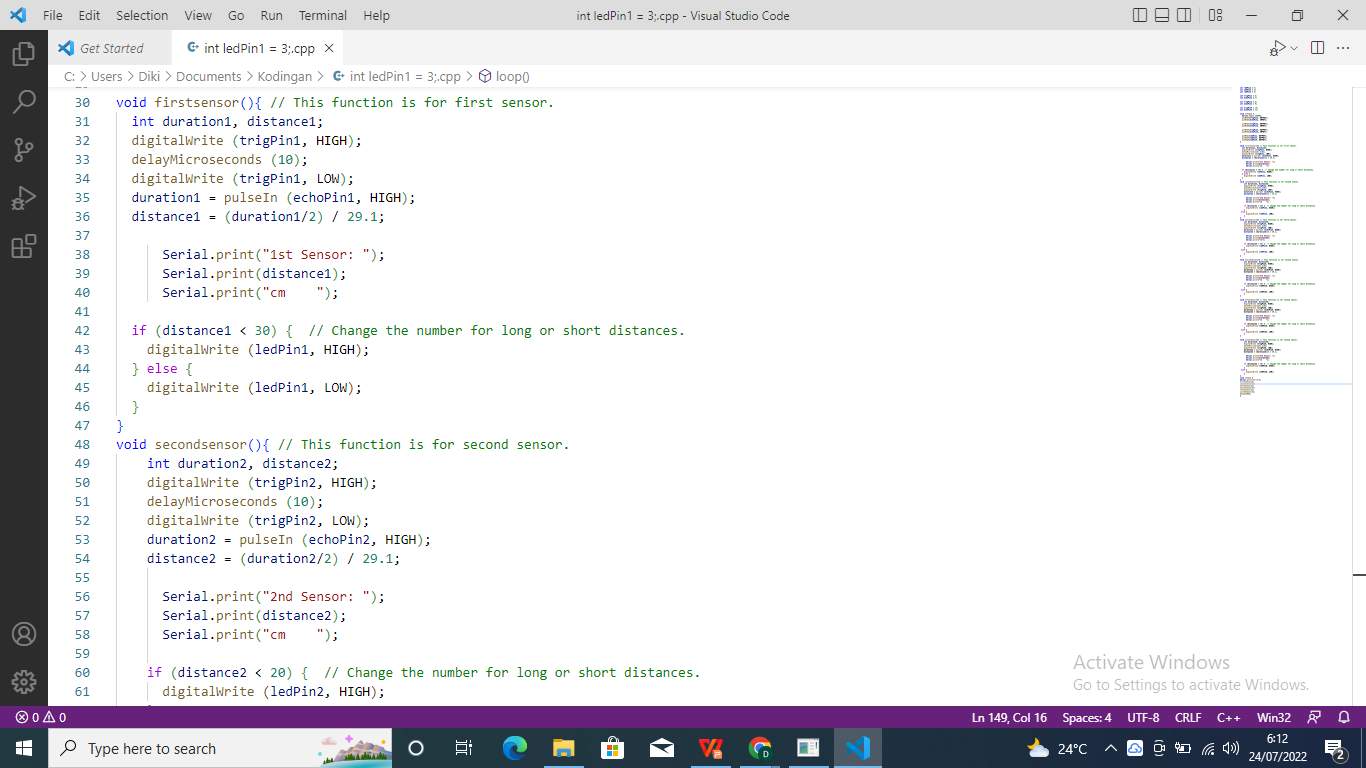 File Edit Selection View Go Run Terminal Help int ledPin1 = 3;.cpp - Visual Studio Code
Get Started int ledPin1 = 3;.cpp
C: > Users > Diki > Documents > Kodingan > int ledPin1 = 3;.cpp > loop()
30 void firstsensor(){ // This function is for first sensor.
31 int duration1, distance1;
32 digitalWrite (trigPin1, HIGH);
33 delayMicroseconds (10);
34 digitalWrite (trigPin1, LOW);
35 duration1 = pulseIn (echoPin1, HIGH);
36 distance1 = (duration1/2) / 29.1;
37
38 Serial.print("1st Sensor: ");
39 Serial.print(distance1);
40 Serial.print("cm    ");
41
42 if (distance1 < 30) {  // Change the number for long or short distances.
43 digitalWrite (ledPin1, HIGH);
44 } else {
45 digitalWrite (ledPin1, LOW);
46 }
47 }
48 void secondsensor(){ // This function is for second sensor.
49 int duration2, distance2;
50 digitalWrite (trigPin2, HIGH);
51 delayMicroseconds (10);
52 digitalWrite (trigPin2, LOW);
53 duration2 = pulseIn (echoPin2, HIGH);
54 distance2 = (duration2/2) / 29.1;
55
56 Serial.print("2nd Sensor: ");
57 Serial.print(distance2);
58 Serial.print("cm    ");
59
60 if (distance2 < 20) {  // Change the number for long or short distances.
61 digitalWrite (ledPin2, HIGH);
Activate Windows
Go to Settings to activate Windows.
0 0 Ln 149, Col 16 Spaces: 4 UTF-8 CRLF C++ Win32
Type here to search 24°C 6:12
24/07/2022 2